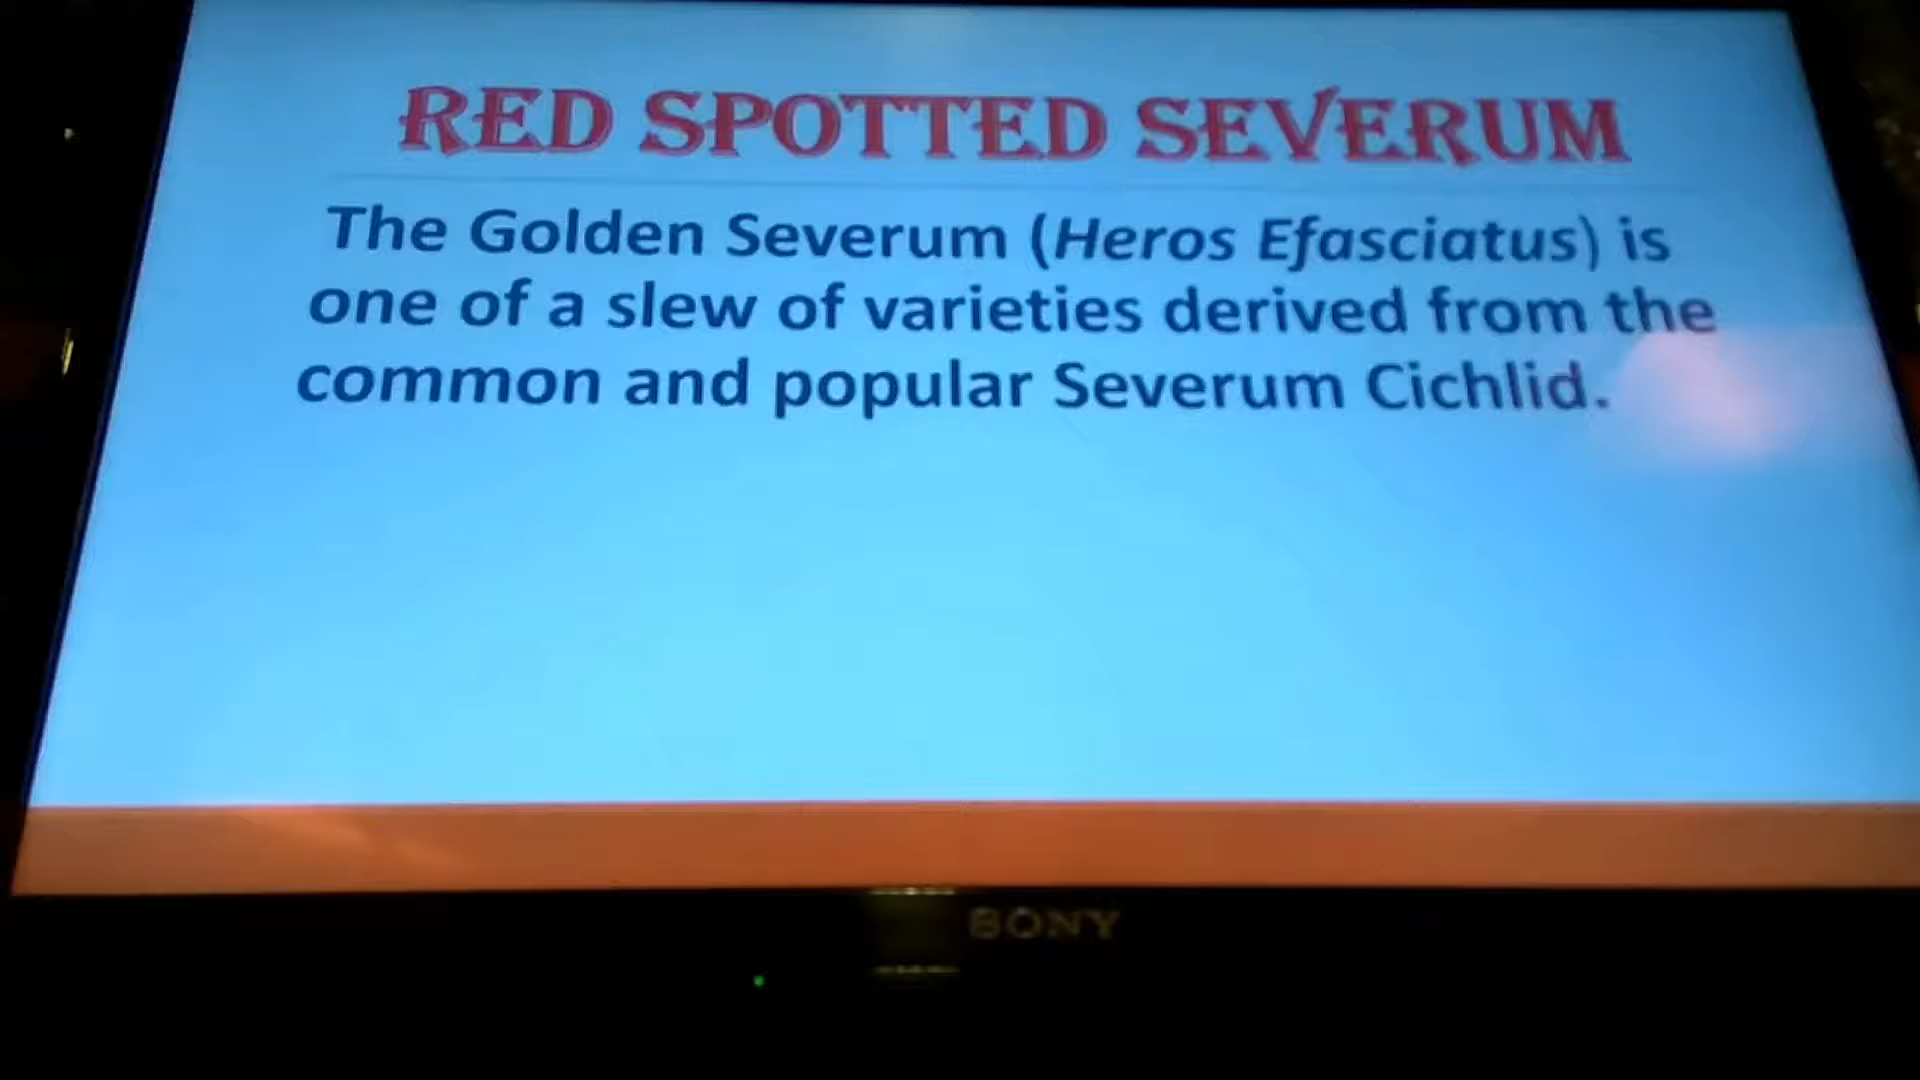 RED SPOTTED SEVERUM
The Golden Severum (Heros Efasciatus) is
one of a slew of varieties derived from the
common and popular Severum Cichlid.
SONY